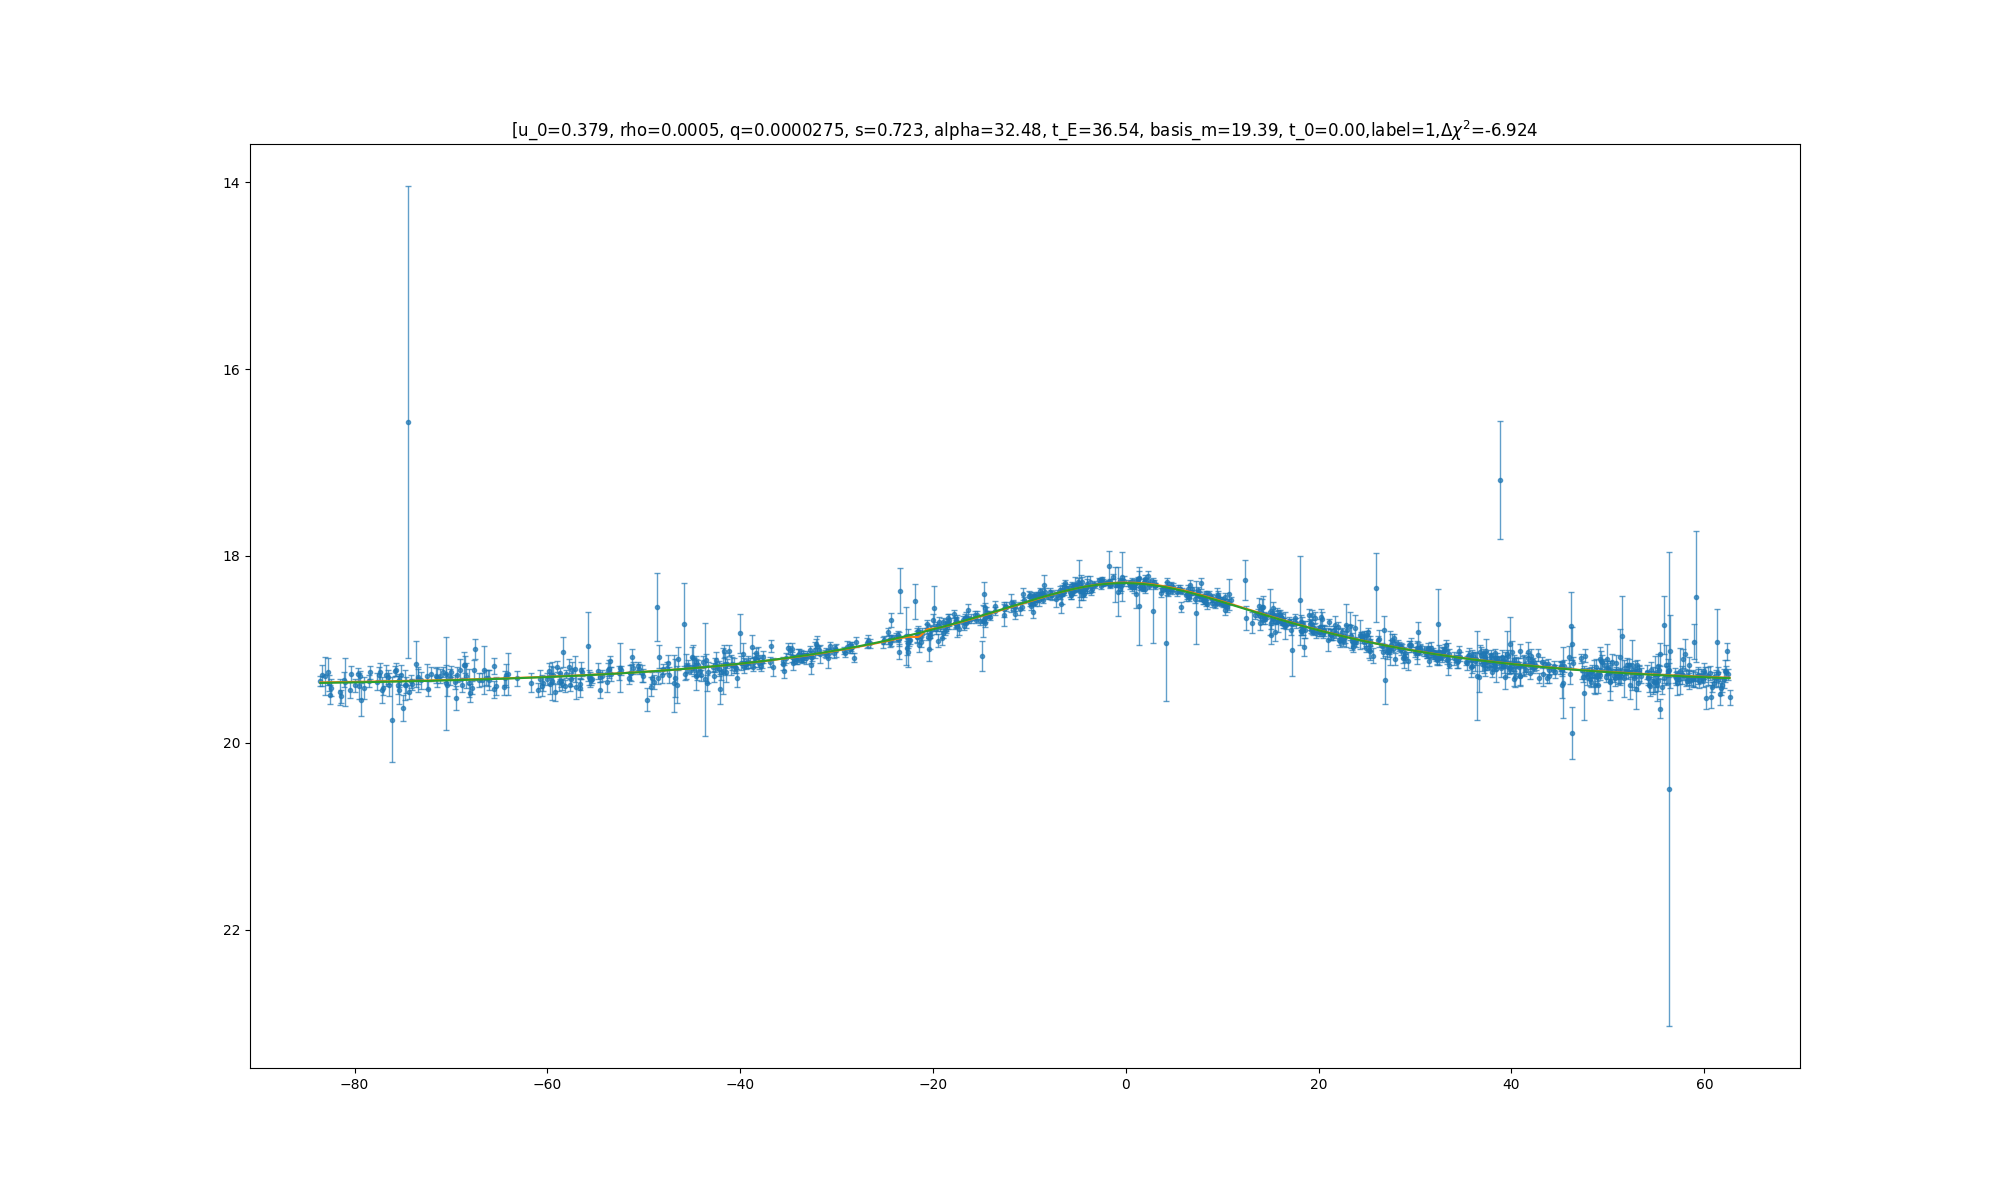 [u_0=0.379, rho=0.0005, q=0.0000275, s=0.723, alpha=32.48, t_E=36.54, basis_m=19.39, t_0=0.00,label=1,Δχ²=-6.924
14
16
18
20
22
−80 −60 −40 −20 0 20 40 60